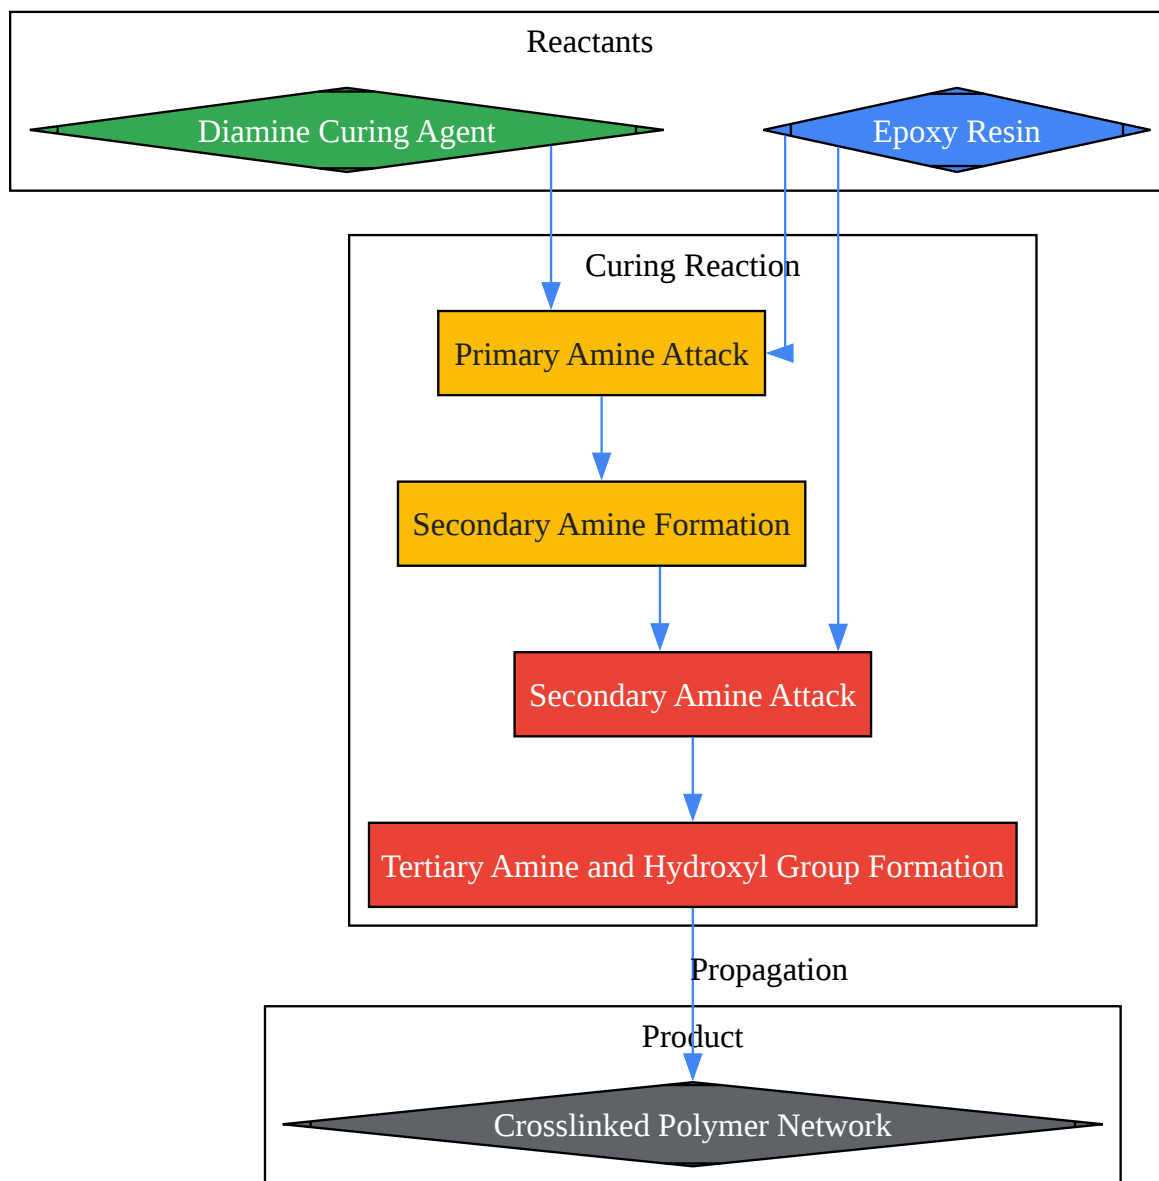 Reactants
Diamine Curing Agent
Epoxy Resin
Curing Reaction
Primary Amine Attack
Secondary Amine Formation
Secondary Amine Attack
Tertiary Amine and Hydroxyl Group Formation
Propagation
Product
Crosslinked Polymer Network